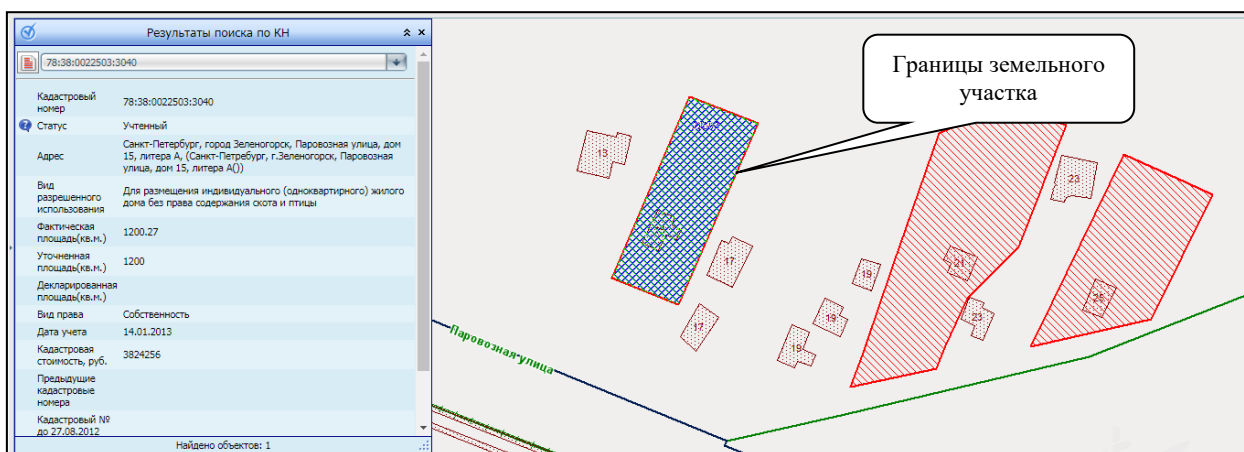 Результаты поиска по КН
78:38:0022503:3040
Кадастровый
номер
78:38:0022503:3040
Статус
Учтенный
Адрес
Санкт-Петербург, город Зеленогорск, Паровозная улица, дом
15, литера А, (Санкт-Петребург, г.Зеленогорск, Паровозная
улица, дом 15, литера А())
Вид
разрешенного
использования
Для размещения индивидуального (одноквартирного) жилого
дома без права содержания скота и птицы
Фактическая
площадь(кв.м.)
1200.27
Уточненная
площадь(кв.м.)
1200
Декларированная
площадь(кв.м.)
Вид права
Собственность
Дата учета
14.01.2013
Кадастровая
стоимость, руб.
3824256
Предыдущие
кадастровые
номера
Кадастровый №
до 27.08.2012
Найдено объектов: 1
Границы земельного
участка
13
17
17
19
19
19
21
23
23
25
Паровозная улица